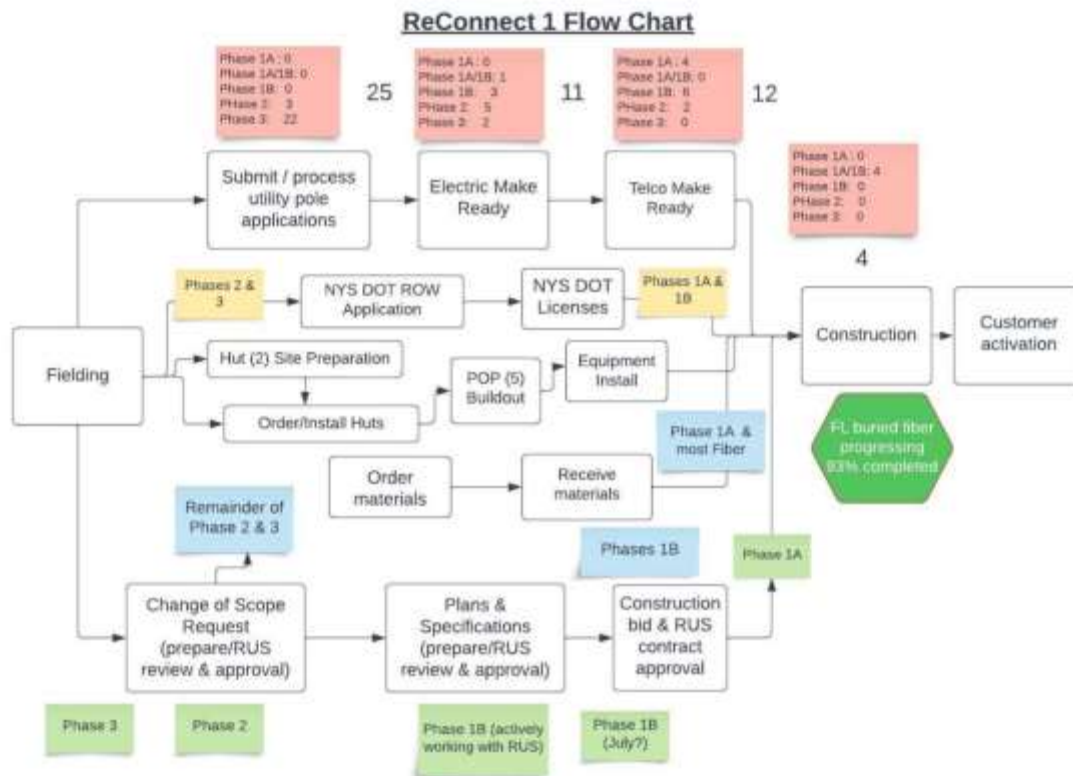 ReConnect 1 Flow Chart
Phase 1A : 0
Phase 1A/1B: 0
Phase 1B: 0
PHase 2: 3
Phase 3: 22
25
Phase 1A : 0
Phase 1A/1B: 1
Phase 1B: 3
PHase 2: 5
Phase 3: 2
11
Phase 1A : 4
Phase 1A/1B: 0
Phase 1B: 6
PHase 2: 2
Phase 3: 0
12
Phase 1A : 0
Phase 1A/1B: 4
Phase 1B: 0
PHase 2: 0
Phase 3: 0
4
Submit / process
utility pole
applications
Electric Make
Ready
Telco Make
Ready
Phases 2 &
3
NYS DOT ROW
Application
NYS DOT
Licenses
Phases 1A &
1B
Fielding
Hut (2) Site Preparation
Order/Install Huts
POP (5)
Buildout
Equipment
Install
Construction
Customer
activation
Phase 1A &
most Fiber
FL buried fiber
progressing
93% completed
Order
materials
Receive
materials
Remainder of
Phase 2 & 3
Phases 1B
Phase 1A
Change of Scope
Request
(prepare/RUS
review & approval)
Plans &
Specifications
(prepare/RUS
review & approval)
Construction
bid & RUS
contract
approval
Phase 3
Phase 2
Phase 1B (actively
working with RUS)
Phase 1B
(July?)